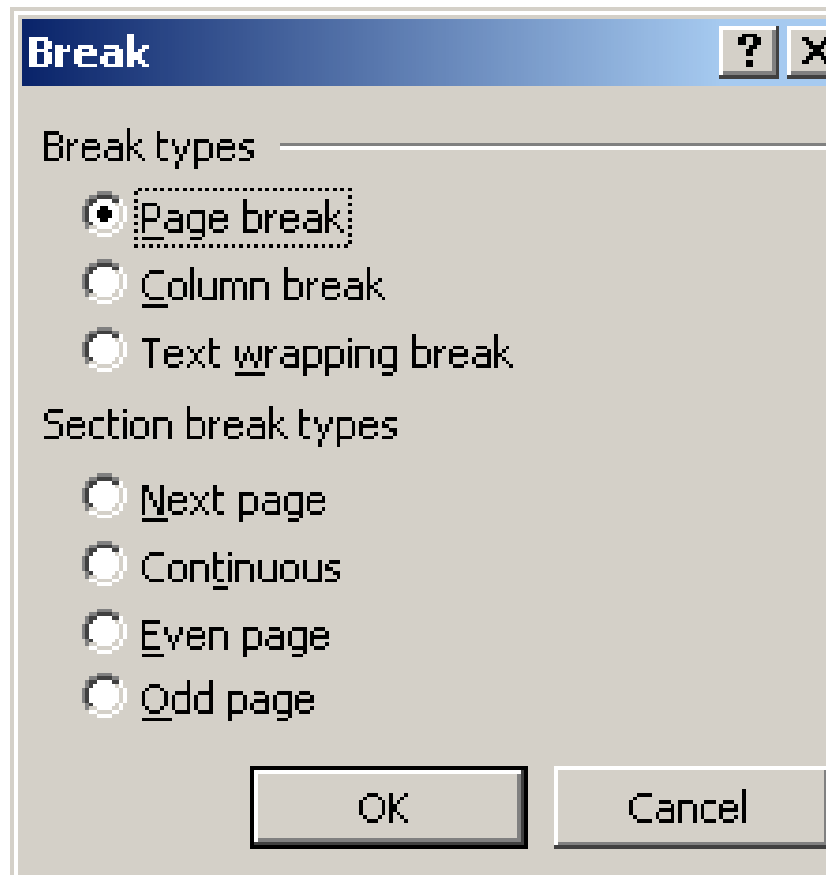 Break ? X
Break types
Page break
Column break
Text wrapping break
Section break types
Next page
Continuous
Even page
Odd page
OK Cancel